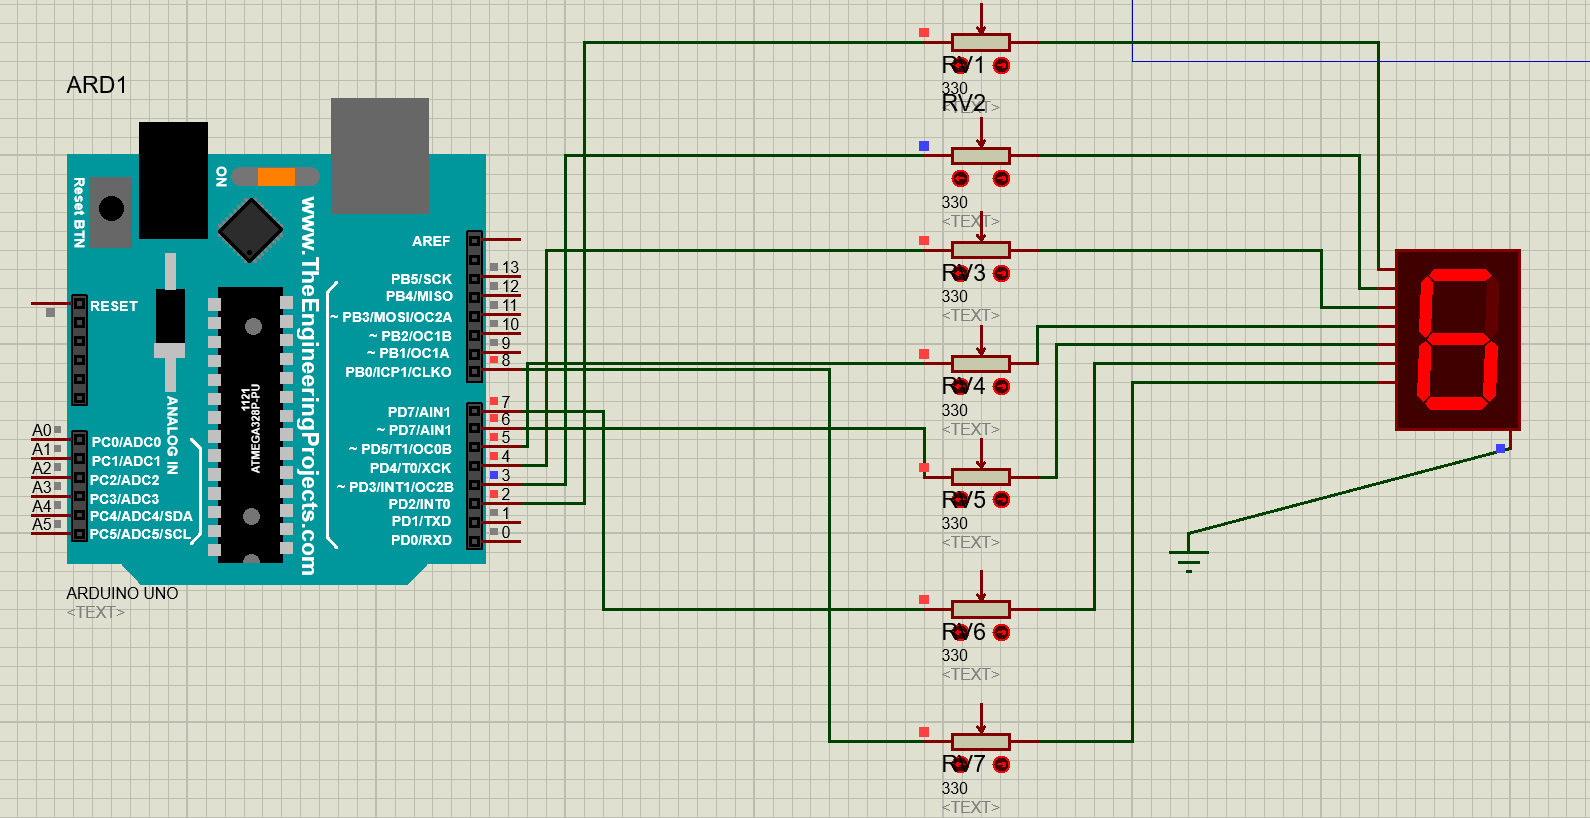 ARD1
Reset BTN
ON
www.TheEngineeringProjects.com
AREF
PB5/SCK
13
PB4/MISO
12
~ PB3/MOSI/OC2A
11
~ PB2/OC1B
10
~ PB1/OC1A
9
PB0/ICP1/CLKO
8
RESET
1121
ATMEGA328P-PU
ANALOG IN
PD7/AIN1
7
~ PD7/AIN1
6
~ PD5/T1/OC0B
5
PD4/T0/XCK
4
~ PD3/INT1/OC2B
3
PD2/INT0
2
PD1/TXD
1
PD0/RXD
0
A0
PC0/ADC0
A1
PC1/ADC1
A2
PC2/ADC2
A3
PC3/ADC3
A4
PC4/ADC4/SDA
A5
PC5/ADC5/SCL
ARDUINO UNO
<TEXT>
RV1
330
<TEXT>
RV2
330
<TEXT>
RV3
330
<TEXT>
RV4
330
<TEXT>
RV5
330
<TEXT>
RV6
330
<TEXT>
RV7
330
<TEXT>
6